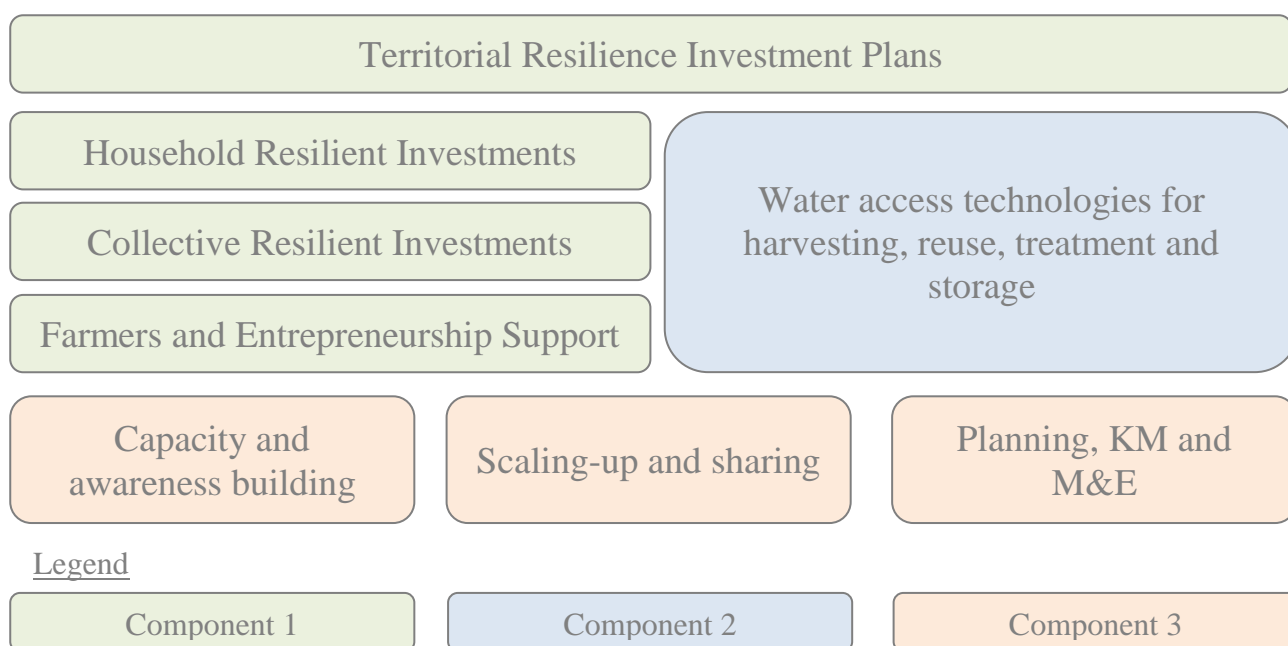 Territorial Resilience Investment Plans
Household Resilient Investments
Collective Resilient Investments
Farmers and Entrepreneurship Support
Water access technologies for
harvesting, reuse, treatment and
storage
Capacity and
awareness building
Scaling-up and sharing
Planning, KM and
M&E
Legend
Component 1
Component 2
Component 3